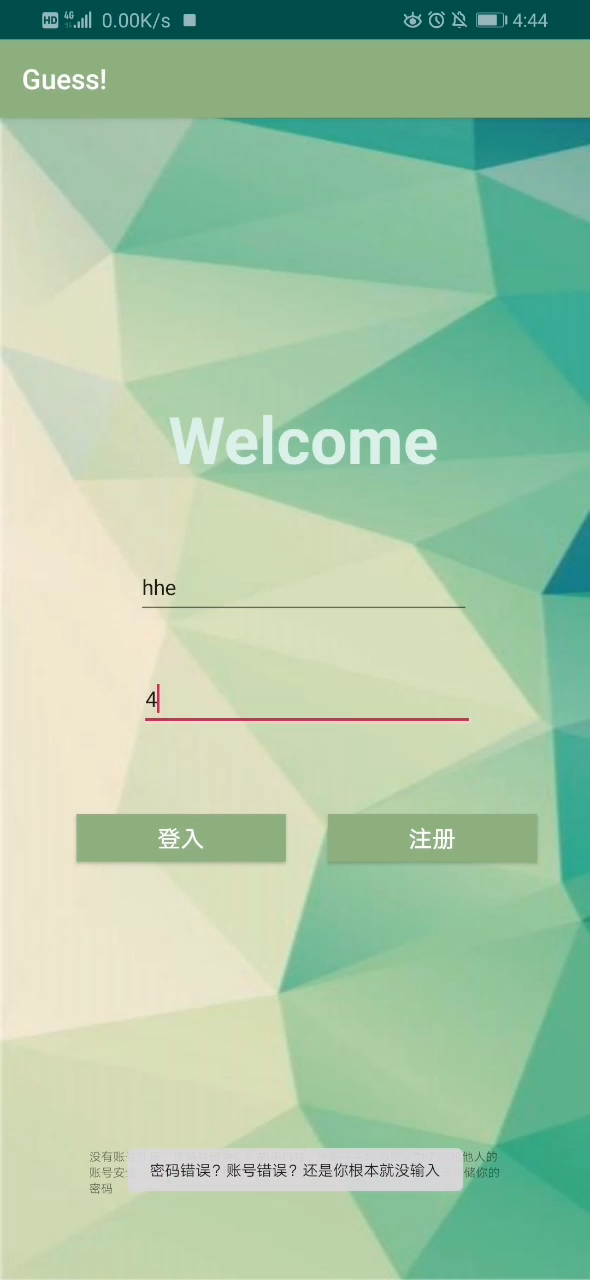 HD 4G 0.00K/s 4:44
Guess!
Welcome
hhe
4
登入 注册
没有账 他人的
账号安 储你的
密码
密码错误？账号错误？还是你根本就没输入